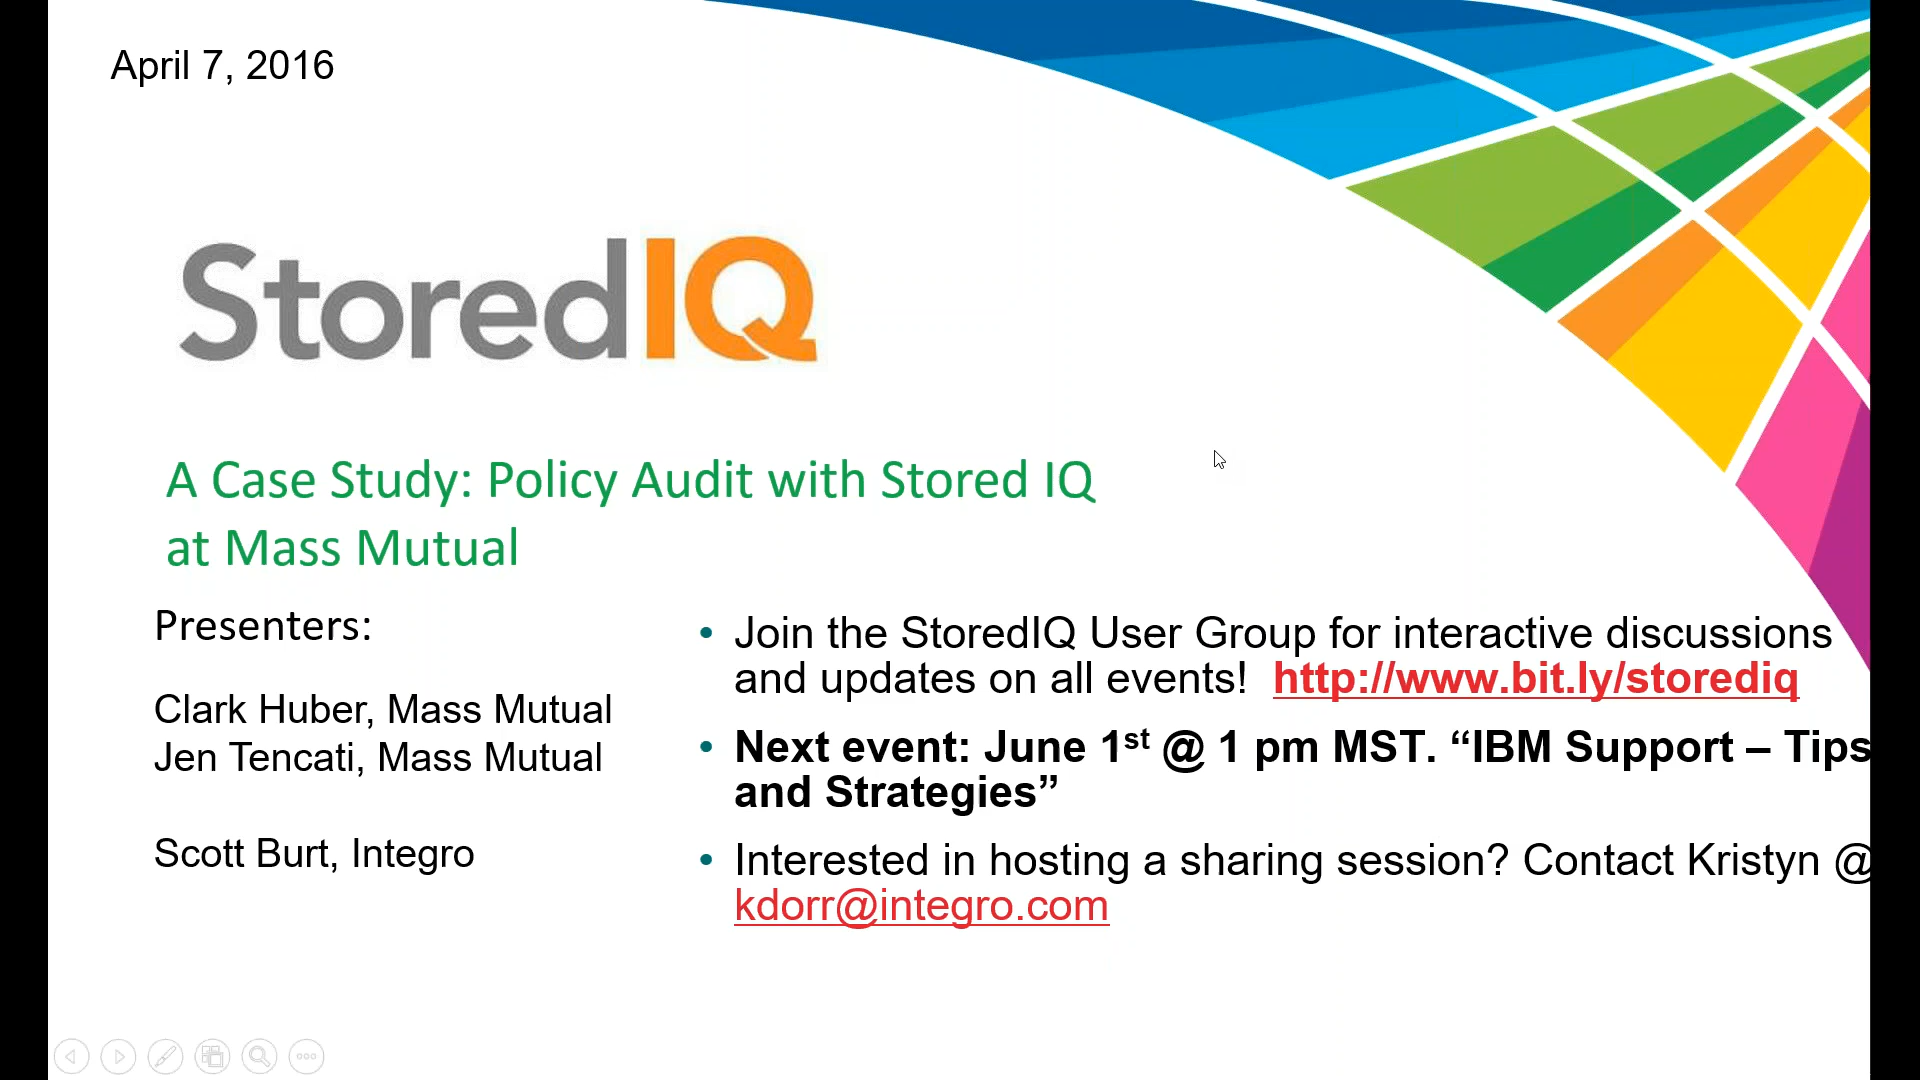 April 7, 2016
StoredIQ
A Case Study: Policy Audit with Stored IQ
at Mass Mutual
Presenters:
Clark Huber, Mass Mutual
Jen Tencati, Mass Mutual
Scott Burt, Integro
• Join the StoredIQ User Group for interactive discussions
and updates on all events! http://www.bit.ly/storediq
• Next event: June 1st @ 1 pm MST. “IBM Support – Tips
and Strategies”
• Interested in hosting a sharing session? Contact Kristyn @
kdorr@integro.com